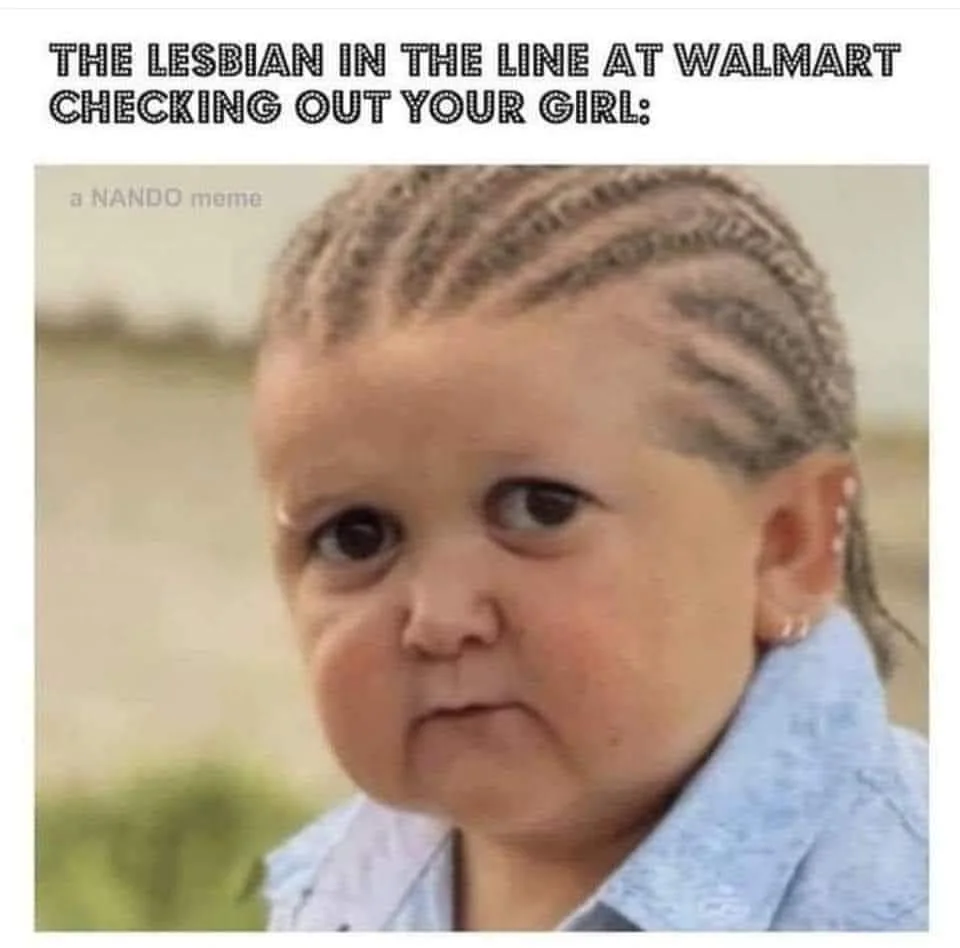 THE LESBIAN IN THE LINE AT WALMART
CHECKING OUT YOUR GIRL:
a NANDO meme